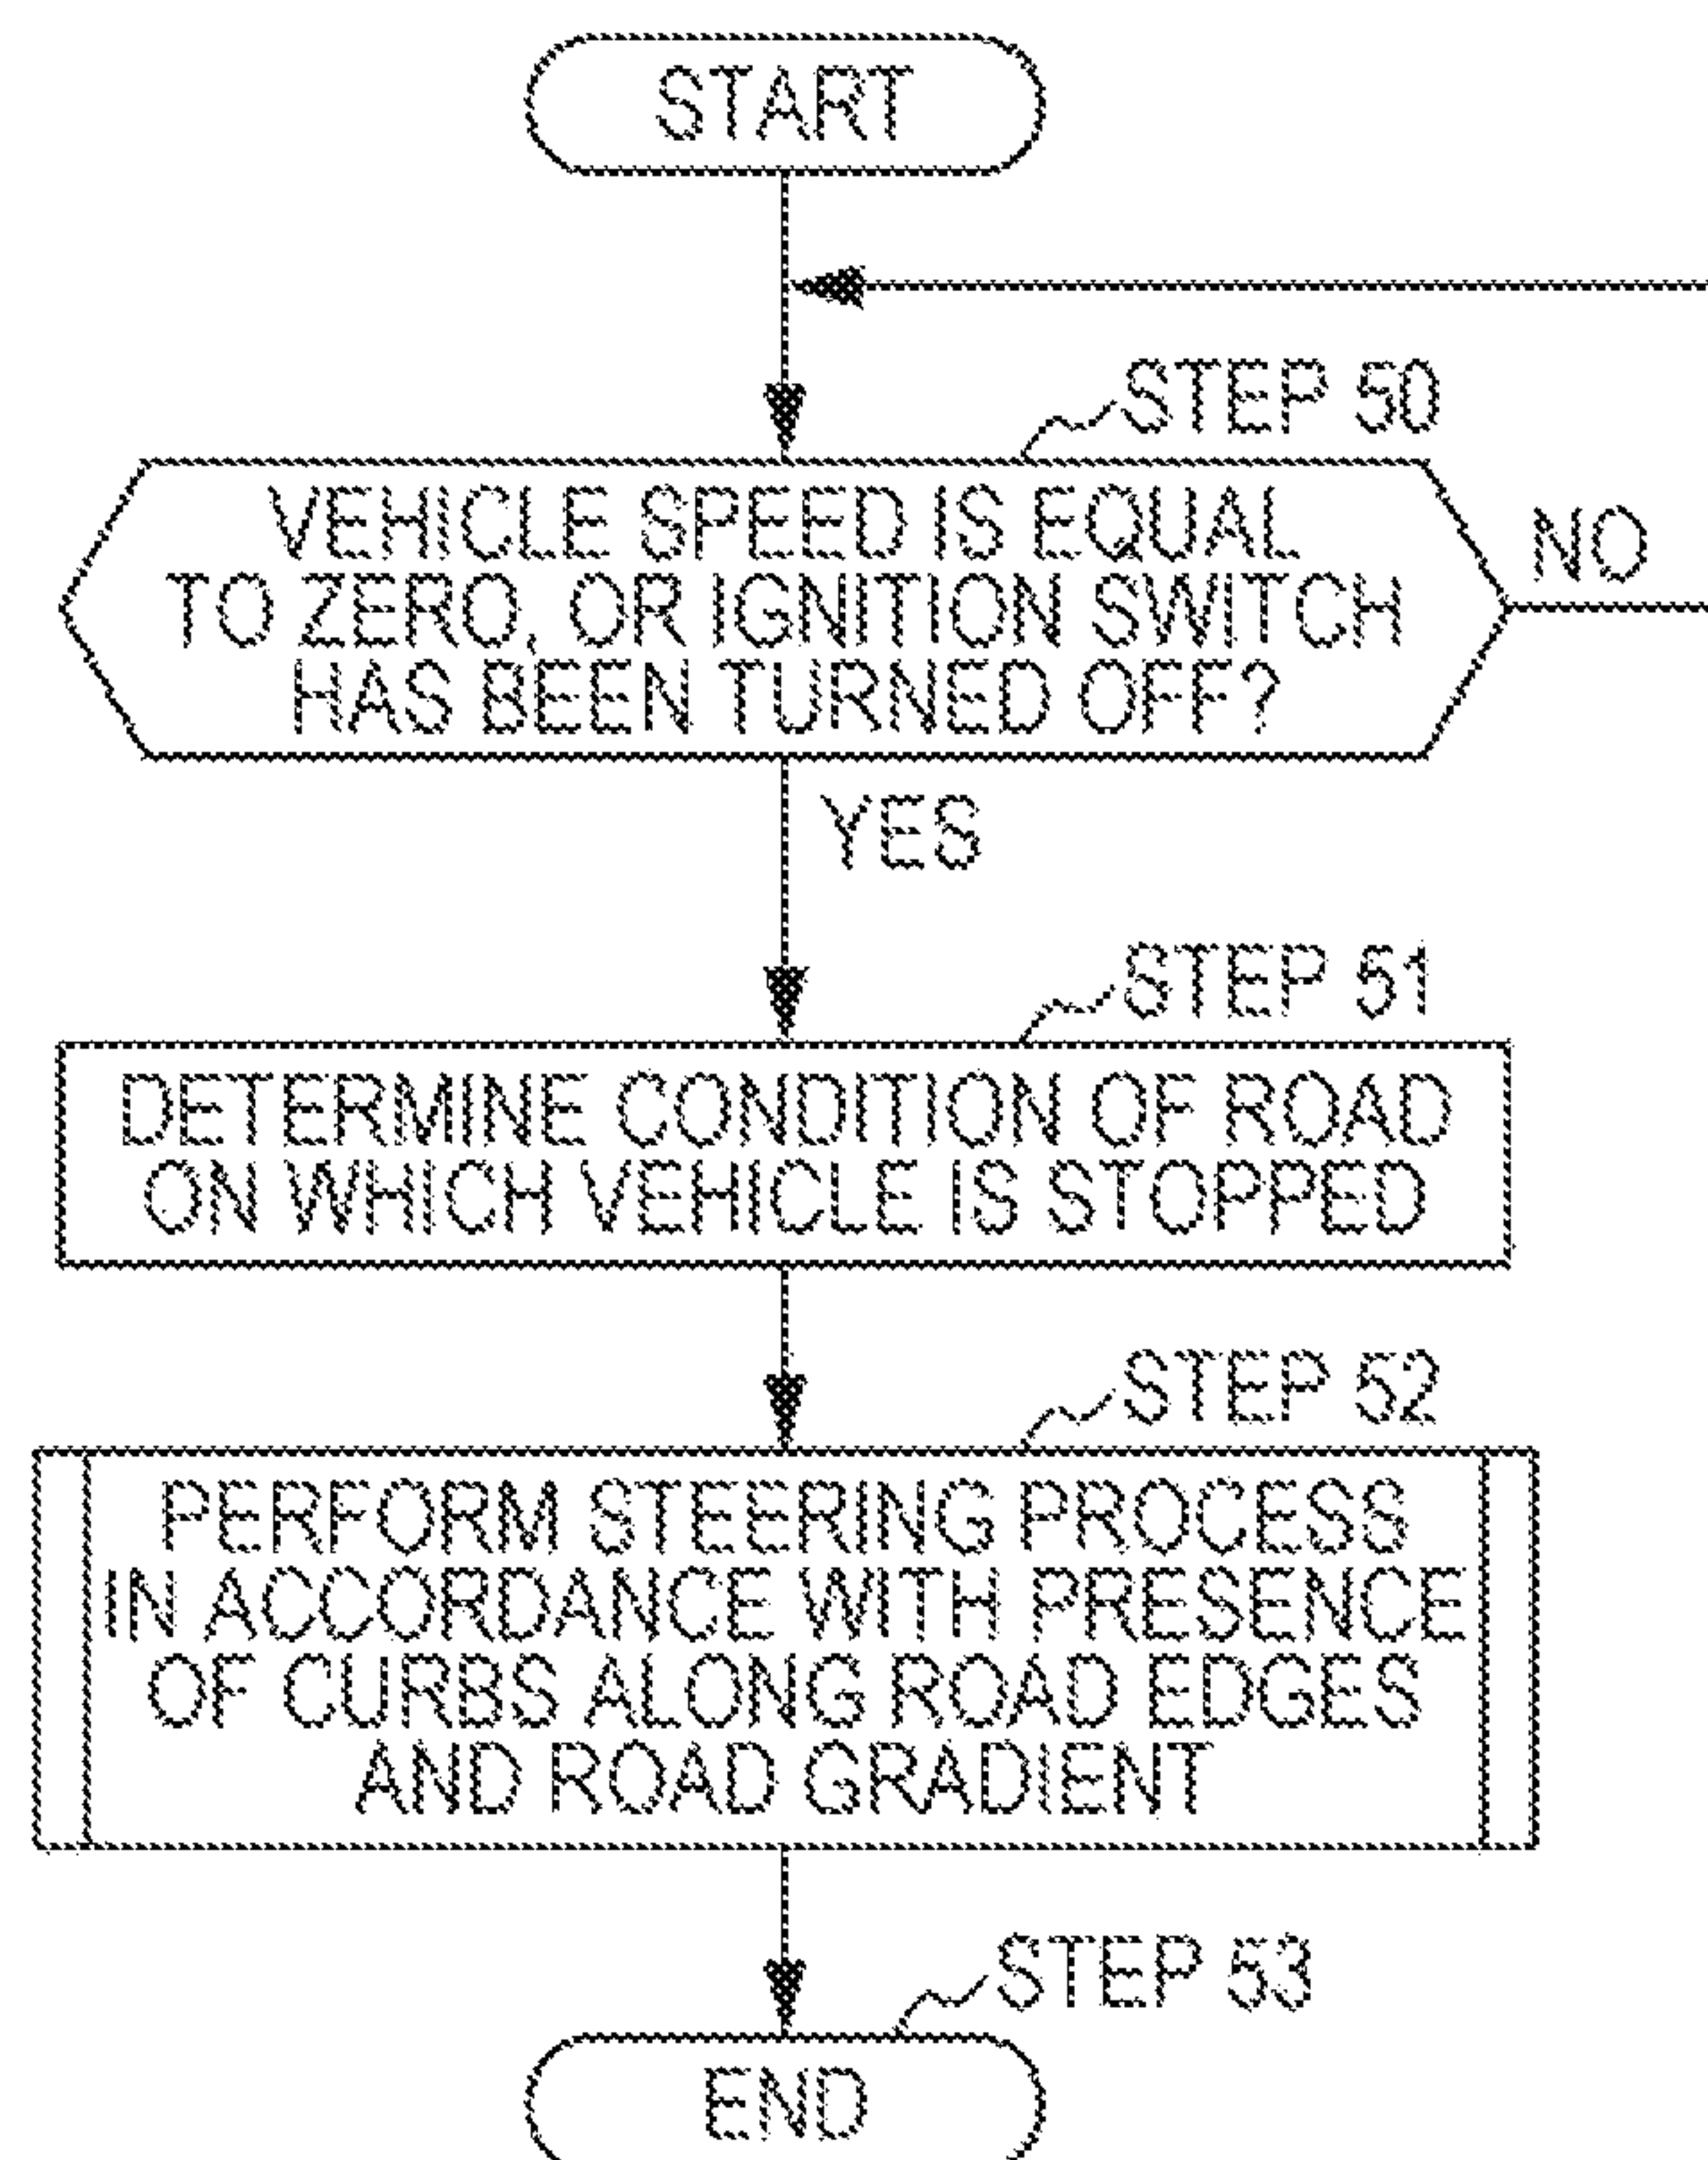 START
STEP 50
VEHICLE SPEED IS EQUAL
TO ZERO, OR IGNITION SWITCH
HAS BEEN TURNED OFF?
NO
YES
STEP 51
DETERMINE CONDITION OF ROAD
ON WHICH VEHICLE IS STOPPED
STEP 52
PERFORM STEERING PROCESS
IN ACCORDANCE WITH PRESENCE
OF CURBS ALONG ROAD EDGES
AND ROAD GRADIENT
STEP 53
END